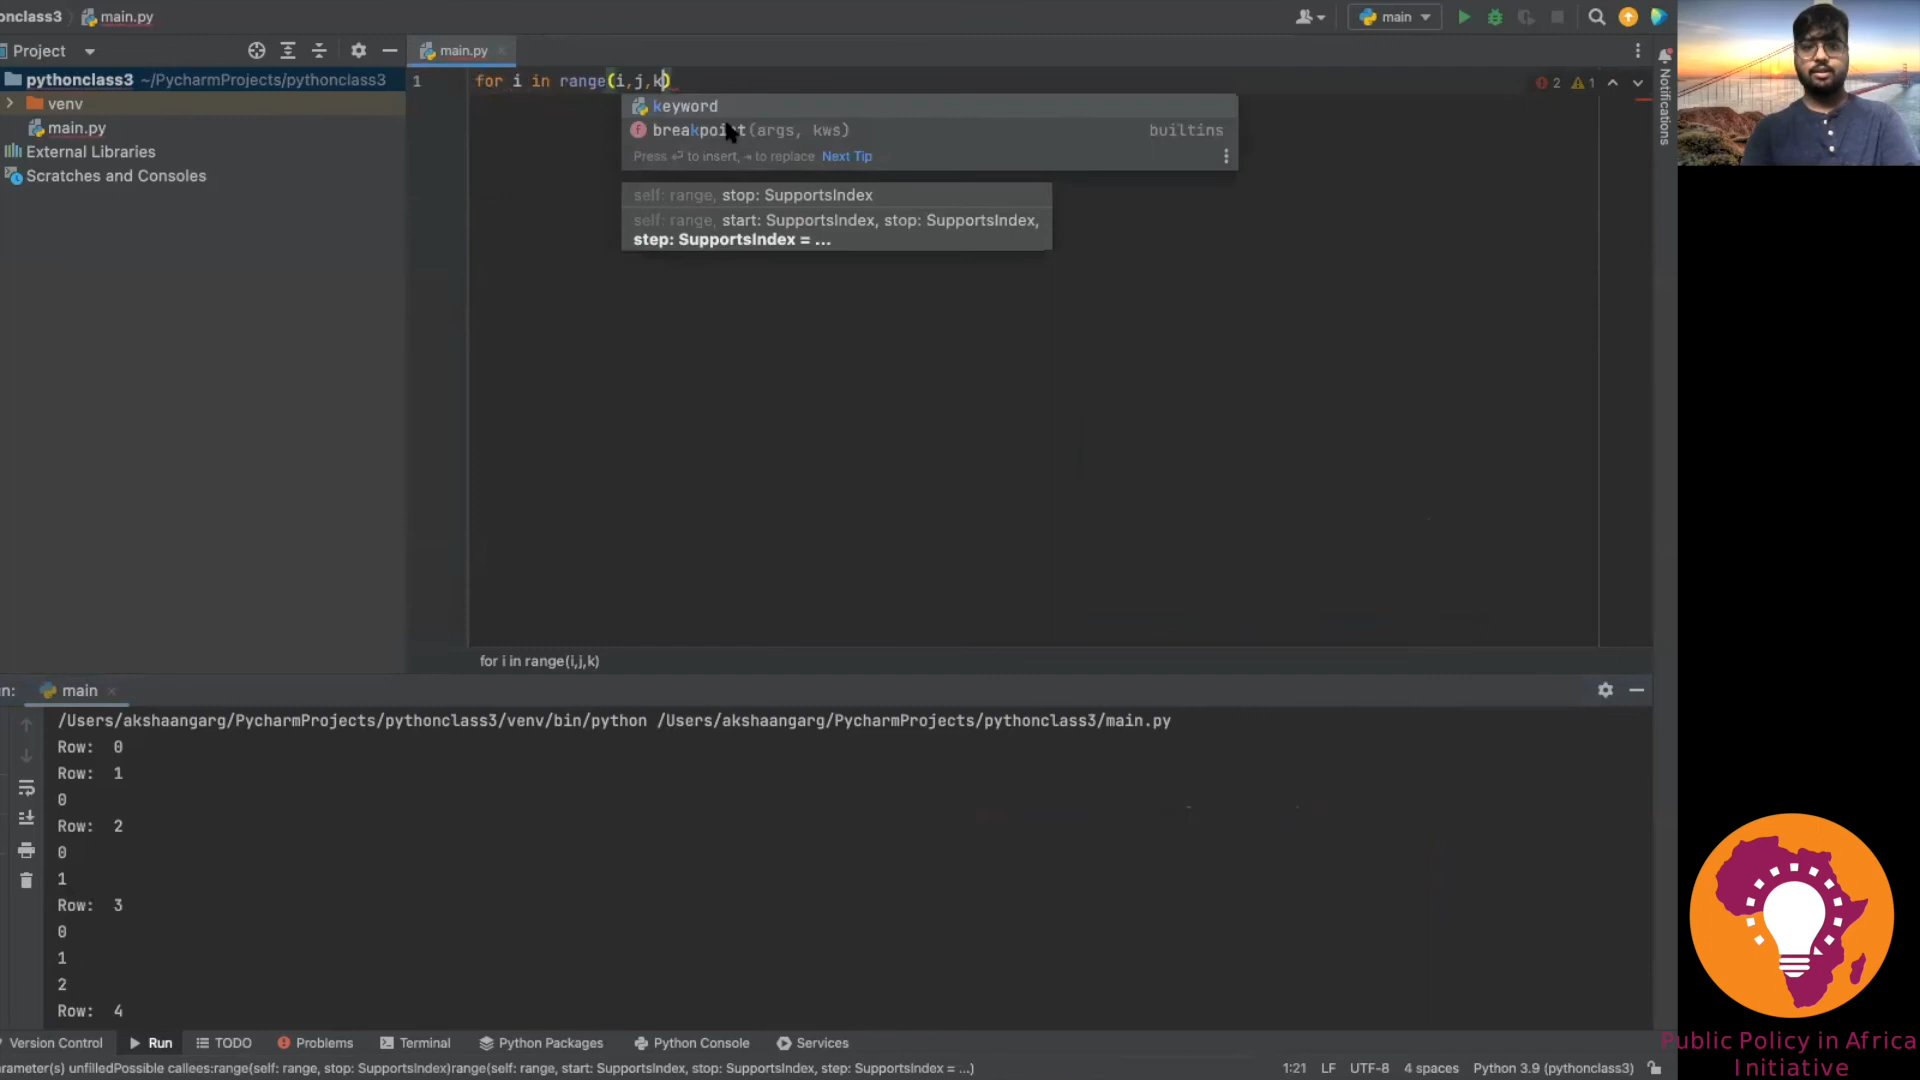 onclass3 main.py
main
Project
main.py
pythonclass3 ~/PycharmProjects/pythonclass3
1 for i in range(i,j,k)
2 1
venv
keyword
main.py
breakpoint(args, kws) builtins
External Libraries
Press ⏎ to insert, ⇥ to replace Next Tip
Scratches and Consoles
self: range, stop: SupportsIndex
self: range, start: SupportsIndex, stop: SupportsIndex,
step: SupportsIndex = ...
Notifications
for i in range(i,j,k)
n: main
/Users/akshaangarg/PycharmProjects/pythonclass3/venv/bin/python /Users/akshaangarg/PycharmProjects/pythonclass3/main.py
Row: 0
Row: 1
0
Row: 2
0
1
Row: 3
0
1
2
Row: 4
Version Control Run TODO Problems Terminal Python Packages Python Console Services
rameter(s) unfilledPossible callees:range(self: range, stop: SupportsIndex)range(self: range, start: SupportsIndex, stop: SupportsIndex, step: SupportsIndex = ...)
1:21 LF UTF-8 4 spaces Python 3.9 (pythonclass3)
Public Policy in Africa
Initiative